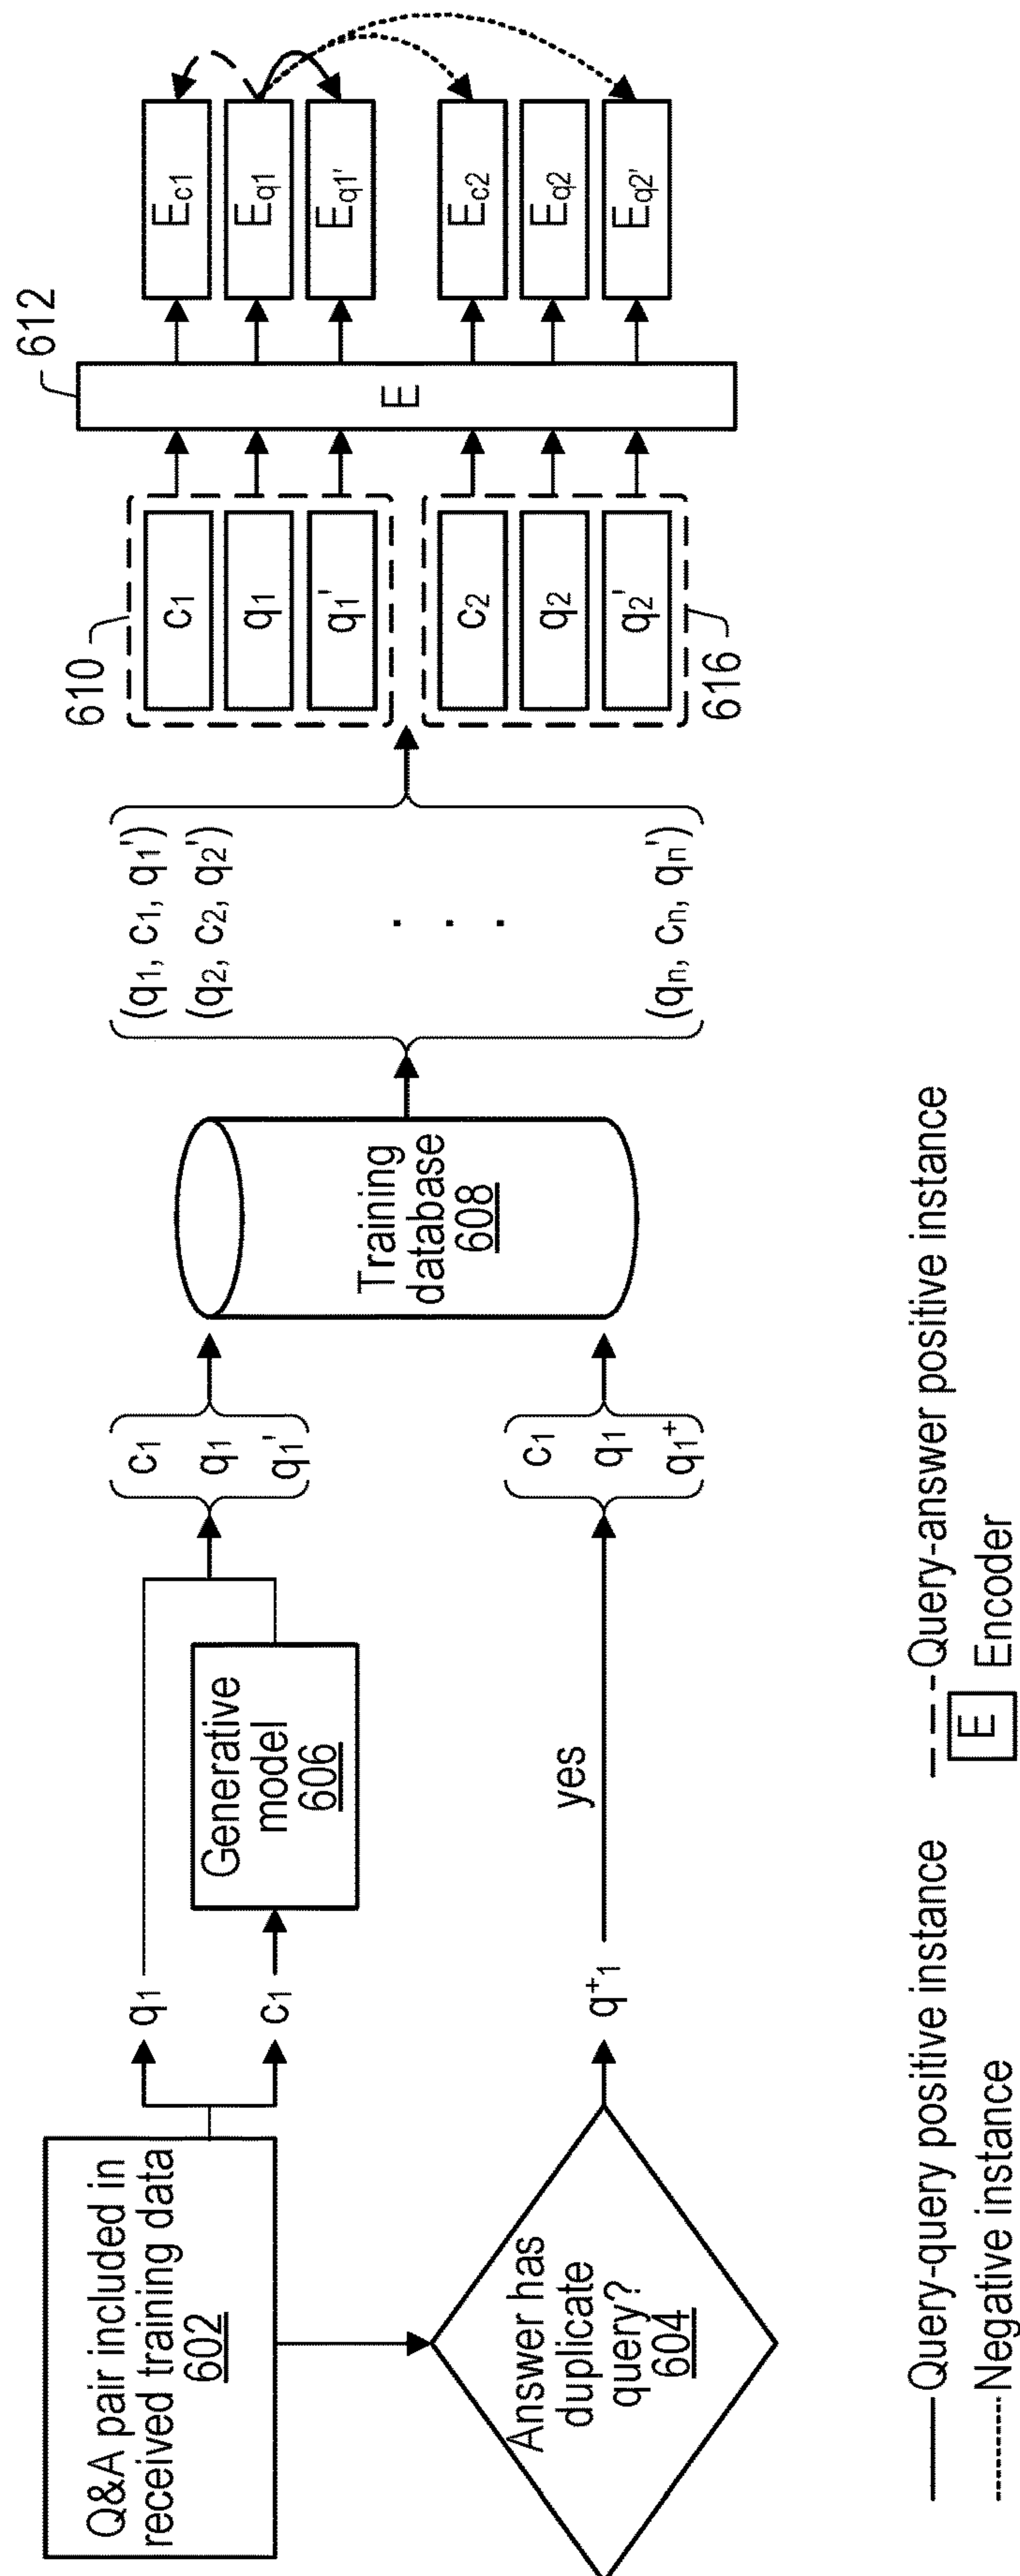 Q&A pair included in
received training data
602
q1
c1
Generative
model
606
c1
q1
q1'
Answer has
duplicate
query?
604
q+1
yes
c1
q1
q1+
Training
database
608
(q1, c1, q1')
(q2, c2, q2')
. . .
(qn, cn, qn')
610
c1
q1
q1'
c2
q2
q2'
616
612
E
Ec1
Eq1
Eq1'
Ec2
Eq2
Eq2'
Query-query positive instance
Query-answer positive instance
Negative instance
E Encoder